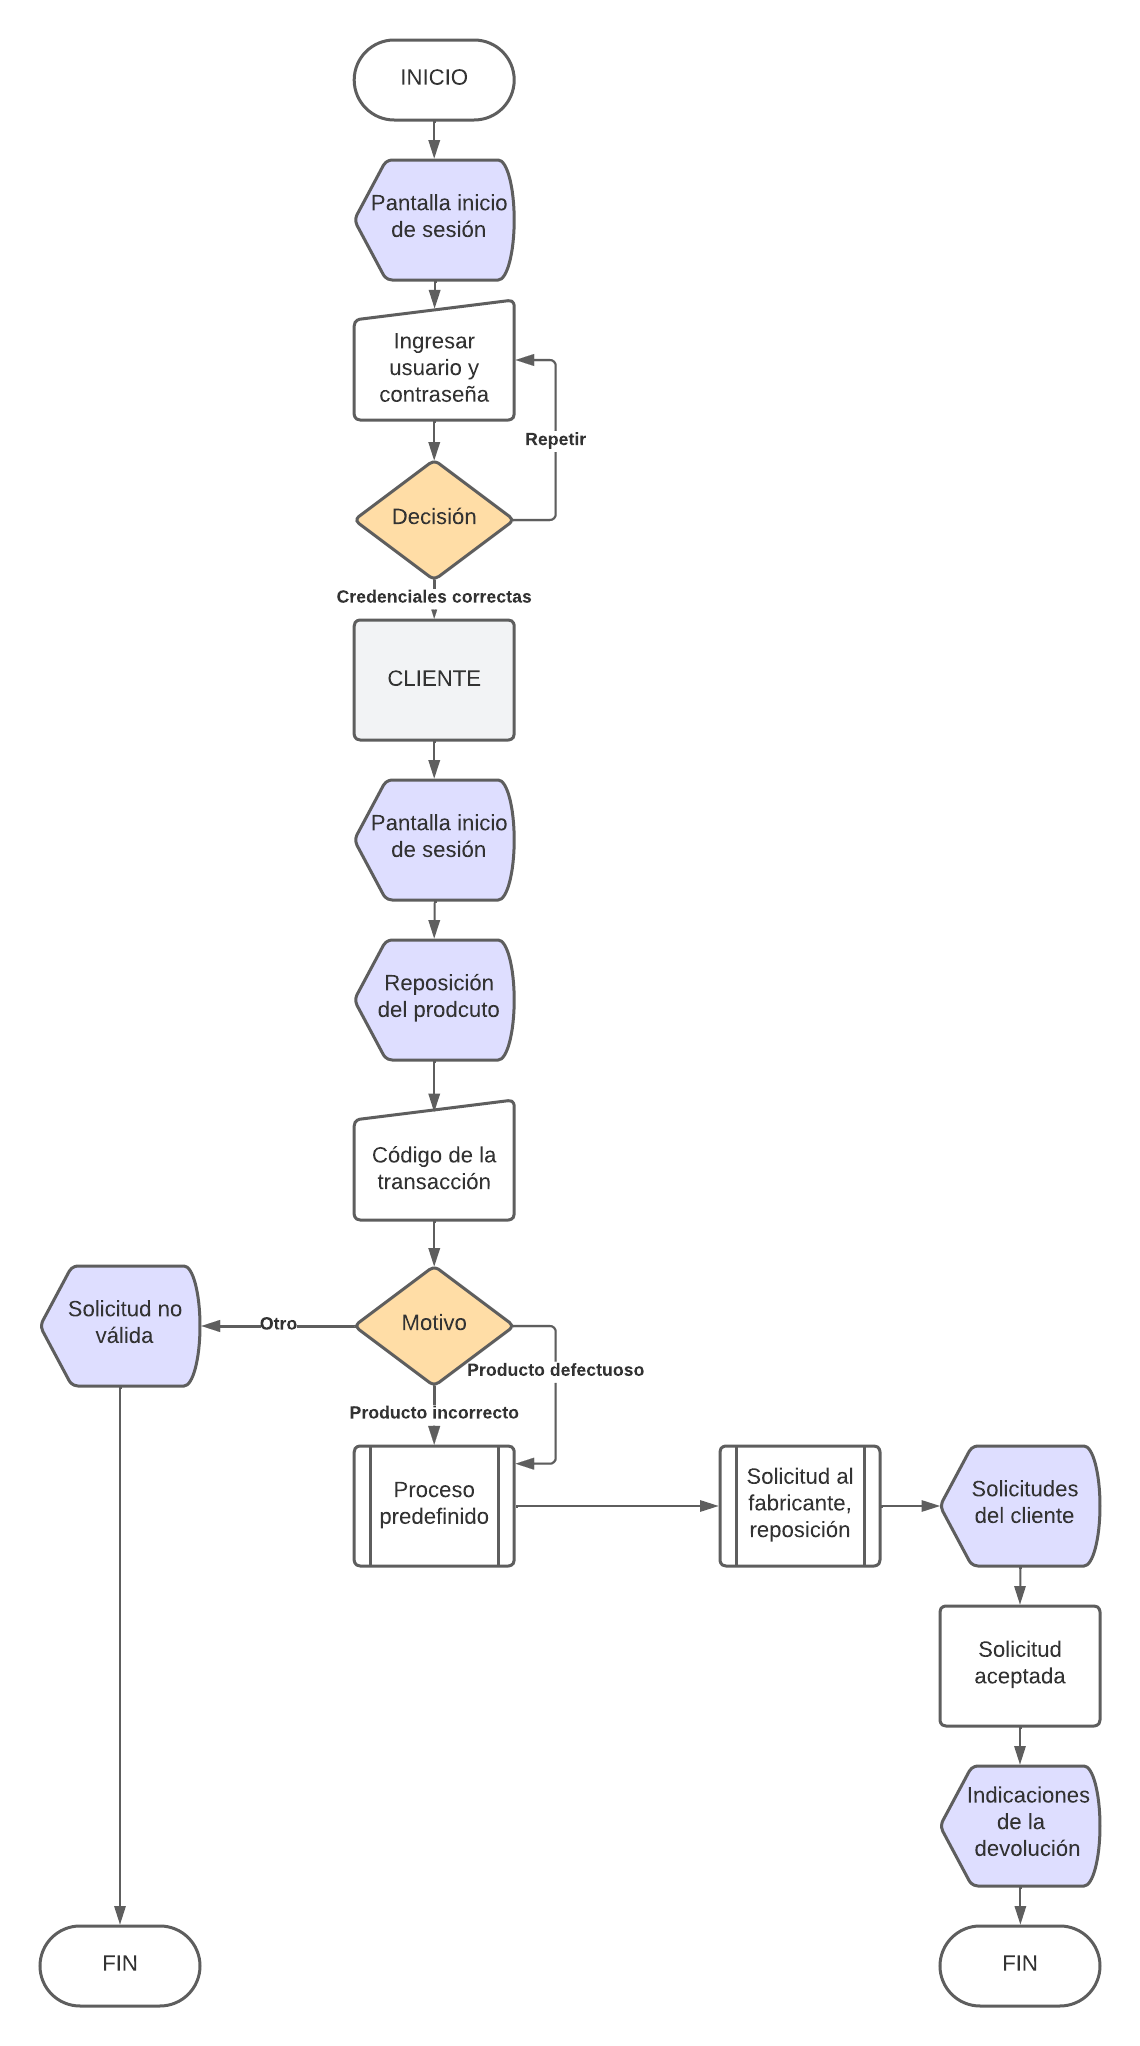 INICIO
Pantalla inicio
de sesión
Ingresar
usuario y
contraseña
Repetir
Decisión
Credenciales correctas
CLIENTE
Pantalla inicio
de sesión
Reposición
del prodcuto
Código de la
transacción
Solicitud no
válida
Otro
Motivo
Producto defectuoso
Producto incorrecto
Proceso
predefinido
Solicitud al
fabricante,
reposición
Solicitudes
del cliente
Solicitud
aceptada
Indicaciones
de la
devolución
FIN
FIN